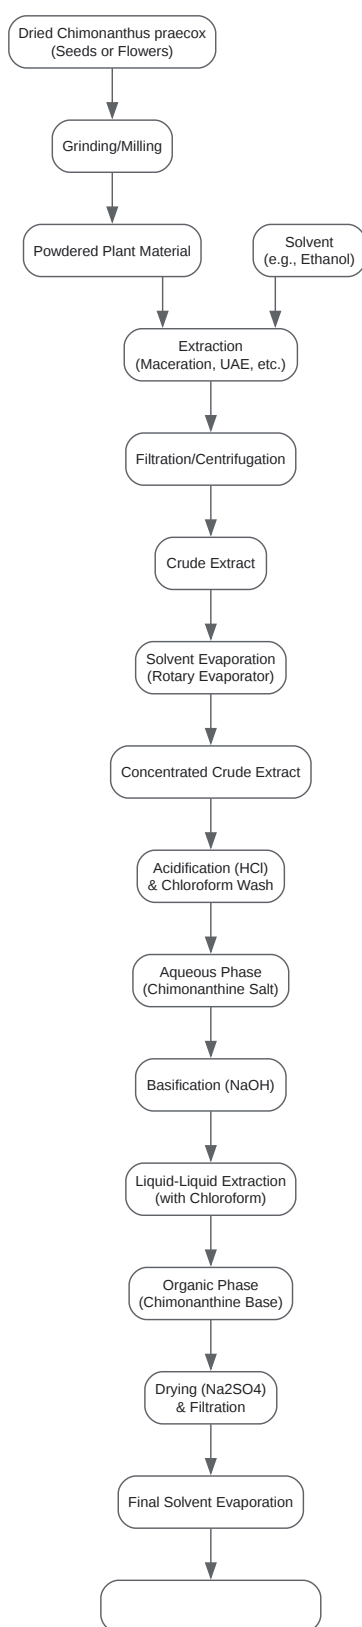 Dried Chimonanthus praecox
(Seeds or Flowers)
Grinding/Milling
Powdered Plant Material
Solvent
(e.g., Ethanol)
Extraction
(Maceration, UAE, etc.)
Filtration/Centrifugation
Crude Extract
Solvent Evaporation
(Rotary Evaporator)
Concentrated Crude Extract
Acidification (HCl)
& Chloroform Wash
Aqueous Phase
(Chimonanthine Salt)
Basification (NaOH)
Liquid-Liquid Extraction
(with Chloroform)
Organic Phase
(Chimonanthine Base)
Drying (Na2SO4)
& Filtration
Final Solvent Evaporation